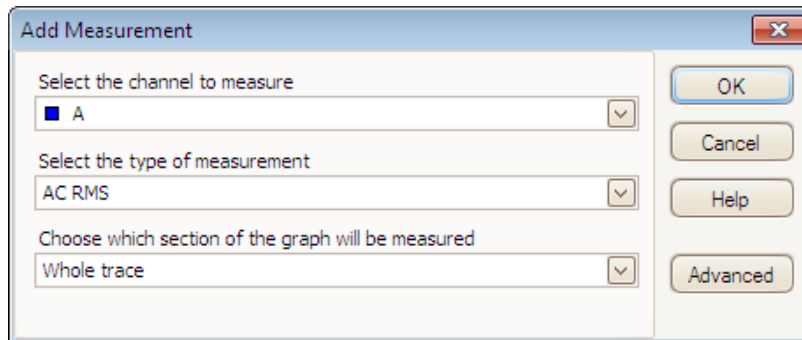 Add Measurement
Select the channel to measure
A
Select the type of measurement
AC RMS
Choose which section of the graph will be measured
Whole trace
OK
Cancel
Help
Advanced